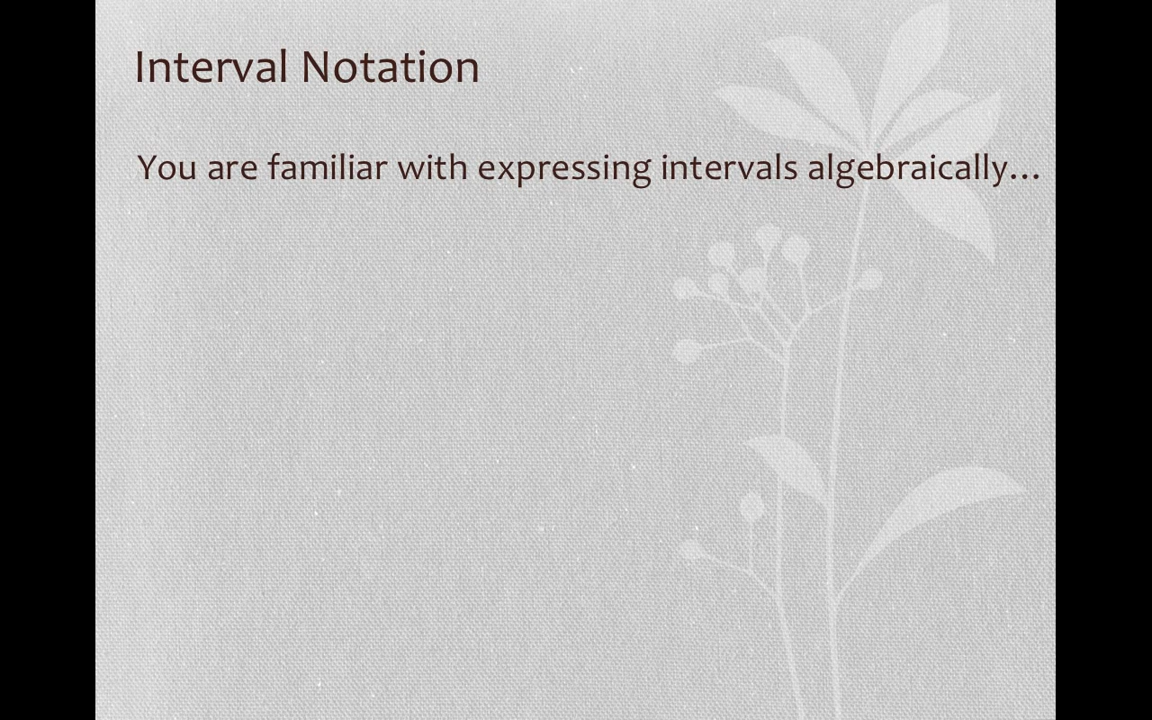 Interval Notation
You are familiar with expressing intervals algebraically…